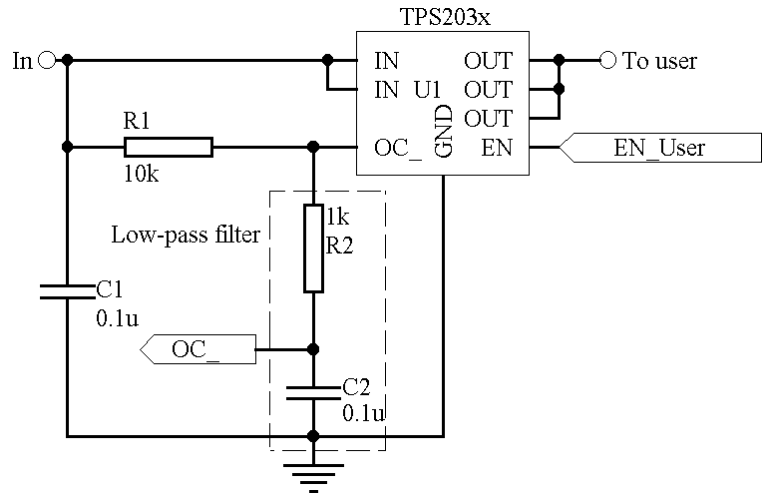 TPS203x
In
IN
OUT
To user
IN
U1
OUT
OUT
GND
R1
10k
OC_
EN
EN_User
Low-pass filter
1k
R2
C1
0.1u
OC_
C2
0.1u